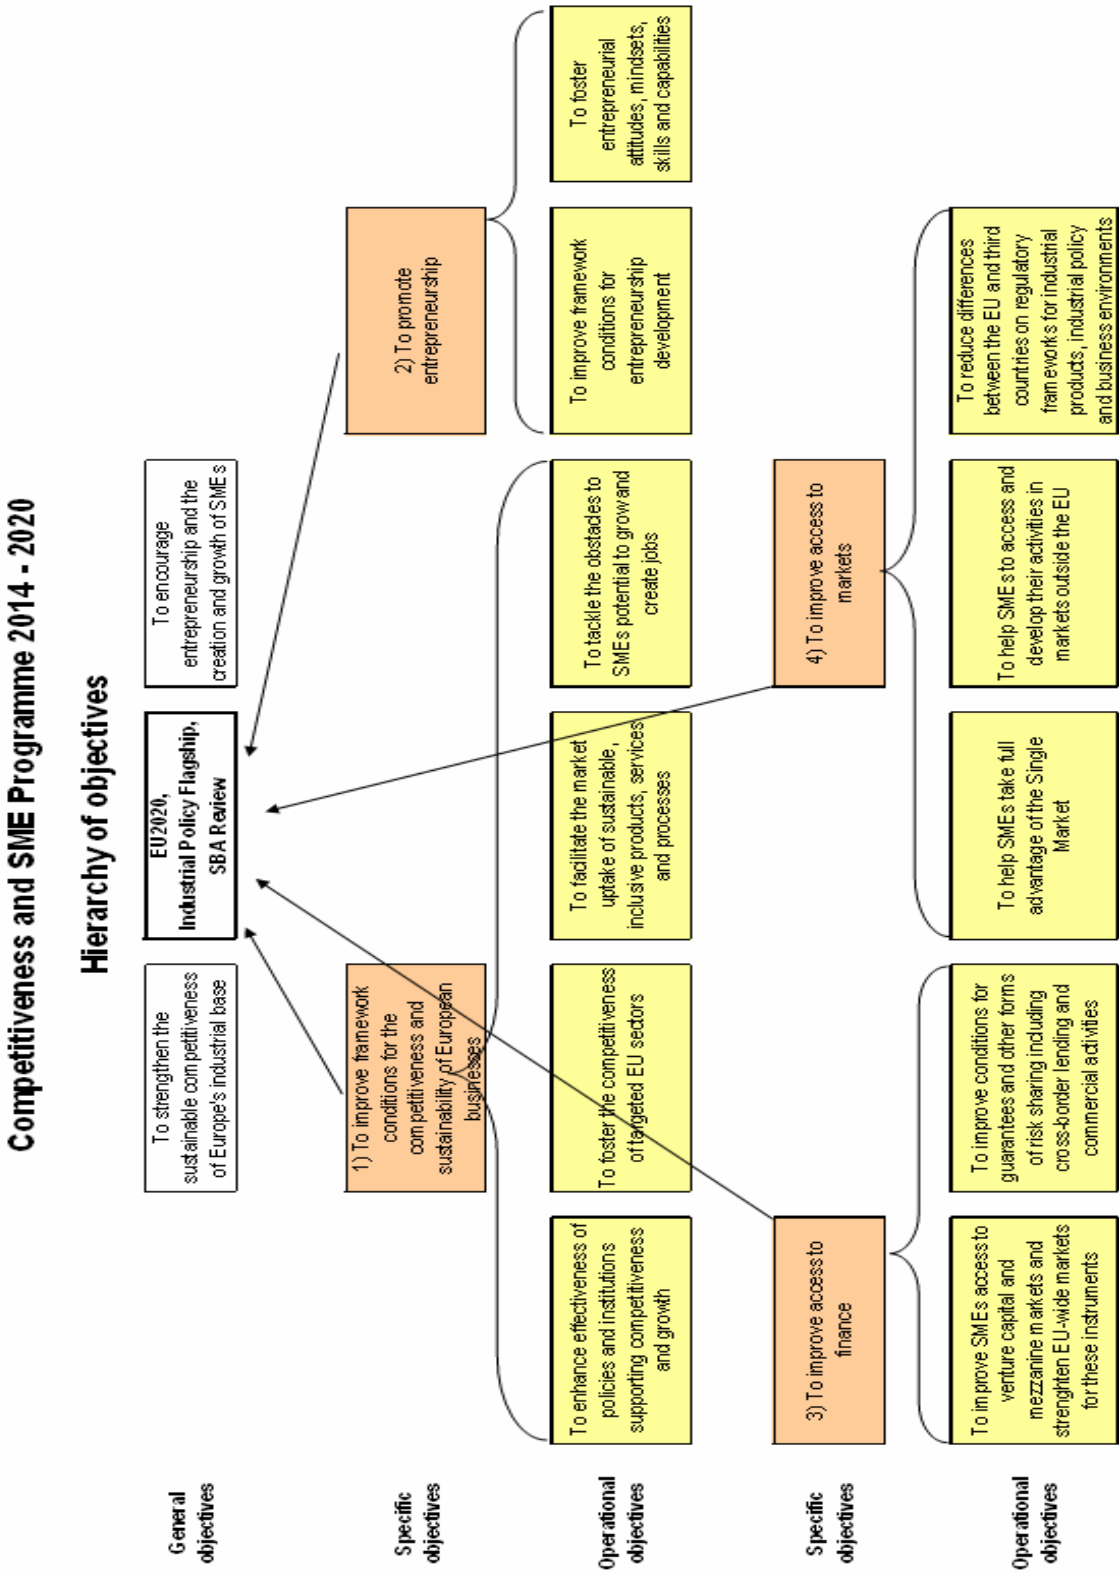 Competitiveness and SME Programme 2014 - 2020
Hierarchy of objectives
General
objectives
To strengthen the
sustainable competitiveness
of Europe's industrial base
EU2020,
Industrial Policy Flagship,
SBA Review
To encourage
entrepreneurship and the
creation and growth of SMEs
Specific
objectives
1) To improve framework
conditions for the
competitiveness and
sustainability of European
businesses
2) To promote
entrepreneurship
Operational
objectives
To enhance effectiveness of
policies and institutions
supporting competitiveness
and growth
To foster the competitiveness
of targeted EU sectors
To facilitate the market
uptake of sustainable,
inclusive products, services
and processes
To tackle the obstacles to
SMEs potential to grow and
create jobs
To improve framework
conditions for
entrepreneurship
development
To foster
entrepreneurial
attitudes, mindsets,
skills and capabilities
Specific
objectives
3) To improve access to
finance
4) To improve access to
markets
Operational
objectives
To improve SMEs access to
venture capital and
mezzanine markets and
strenghten EU-wide markets
for these instruments
To improve conditions for
guarantees and other forms
of risk sharing including
cross-border lending and
commercial activities
To help SMEs take full
advantage of the Single
Market
To help SMEs to access and
develop their activities in
markets outside the EU
To reduce differences
between the EU and third
countries on regulatory
frameworks for industrial
products, industrial policy
and business environments